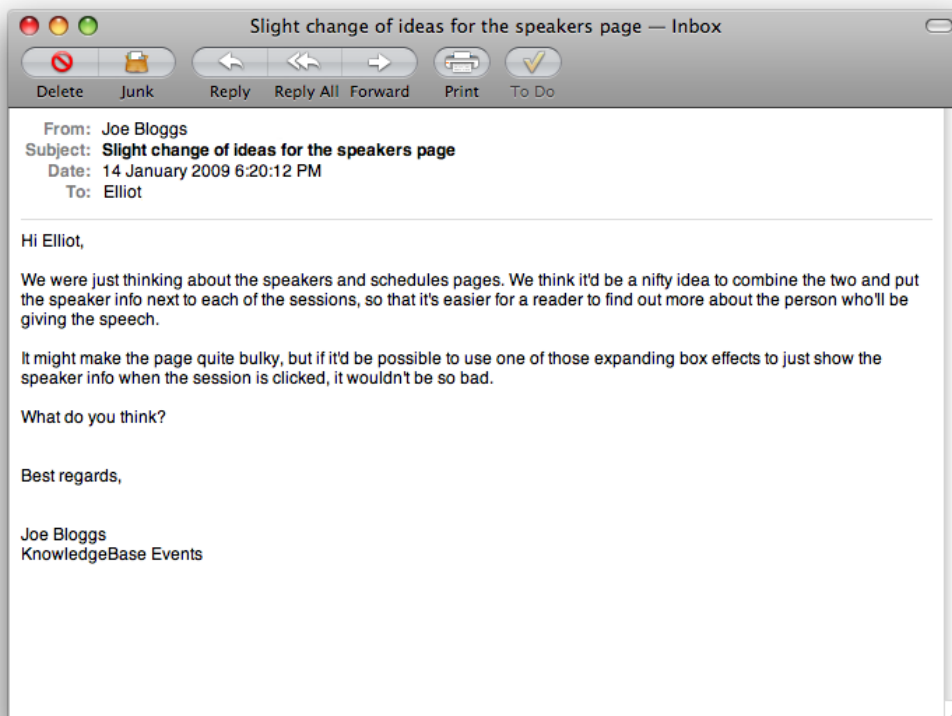 Slight change of ideas for the speakers page — Inbox
Delete Junk Reply Reply All Forward Print To Do
From: Joe Bloggs
Subject: Slight change of ideas for the speakers page
Date: 14 January 2009 6:20:12 PM
To: Elliot
Hi Elliot,
We were just thinking about the speakers and schedules pages. We think it'd be a nifty idea to combine the two and put
the speaker info next to each of the sessions, so that it's easier for a reader to find out more about the person who'll be
giving the speech.
It might make the page quite bulky, but if it'd be possible to use one of those expanding box effects to just show the
speaker info when the session is clicked, it wouldn't be so bad.
What do you think?
Best regards,
Joe Bloggs
KnowledgeBase Events